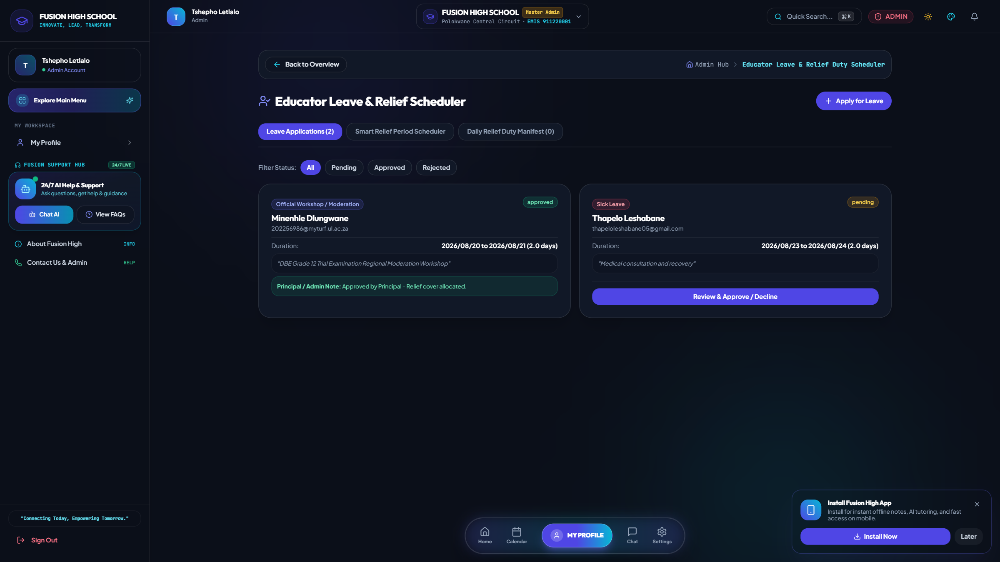 FUSION HIGH SCHOOL
INNOVATE, LEAD, TRANSFORM
T
Tshepho Letlalo
Admin Account
Explore Main Menu
MY WORKSPACE
My Profile
FUSION SUPPORT HUB
24/7 LIVE
24/7 AI Help & Support
Ask questions, get help & guidance
Chat AI
View FAQs
About Fusion High
INFO
Contact Us & Admin
HELP
"Connecting Today, Empowering Tomorrow."
Sign Out
T
Tshepho Letlalo
Admin
FUSION HIGH SCHOOL
Master Admin
Polokwane Central Circuit • EMIS 911220001
Quick Search...
⌘K
ADMIN
Back to Overview
Admin Hub
Educator Leave & Relief Duty Scheduler
Educator Leave & Relief Scheduler
Apply for Leave
Leave Applications (2)
Smart Relief Period Scheduler
Daily Relief Duty Manifest (0)
Filter Status:
All
Pending
Approved
Rejected
Official Workshop / Moderation
approved
Minenhle Dlungwane
202256986@myturf.ul.ac.za
Duration:
2026/08/20 to 2026/08/21 (2.0 days)
"DBE Grade 12 Trial Examination Regional Moderation Workshop"
Principal / Admin Note: Approved by Principal - Relief cover allocated.
Sick Leave
pending
Thapelo Leshabane
thapeloleshabane05@gmail.com
Duration:
2026/08/23 to 2026/08/24 (2.0 days)
"Medical consultation and recovery"
Review & Approve / Decline
Home
Calendar
MY PROFILE
Chat
Settings
Install Fusion High App
Install for instant offline notes, AI tutoring, and fast
access on mobile.
Install Now
Later